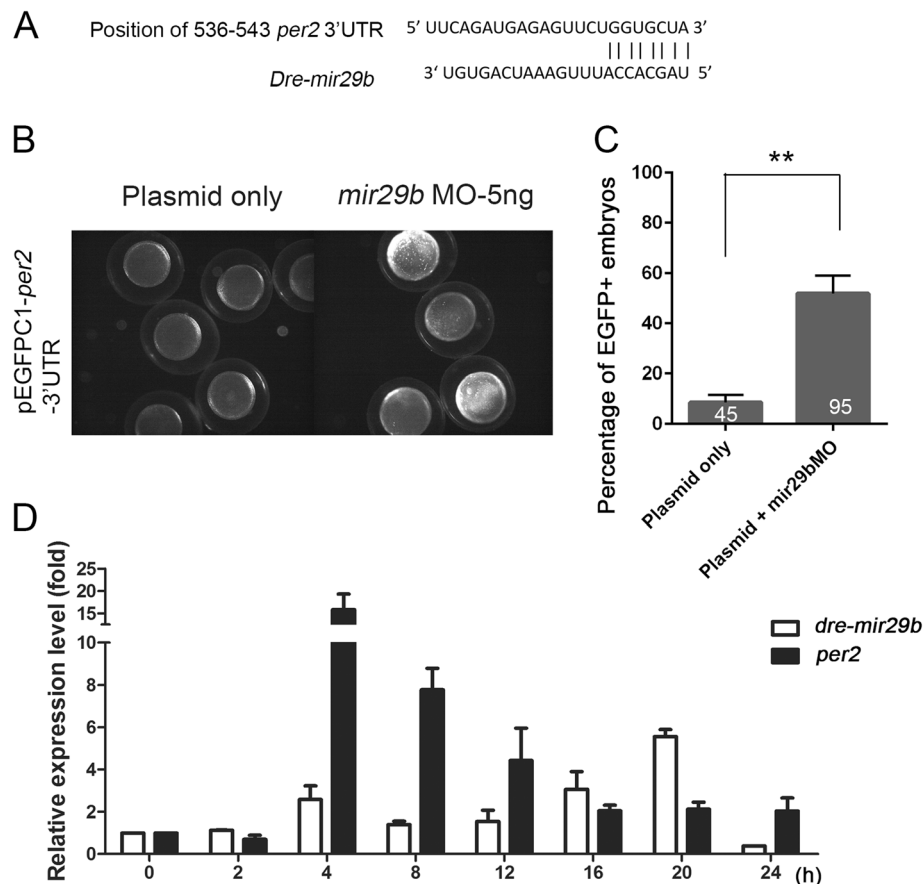 A
Position of 536-543 per2 3'UTR 5' UUCAGAUGAGAGUUCUGGUGCUA 3'
Dre-mir29b 3' UGUGACUAAAGUUUACCACGAU 5'
B
Plasmid only mir29b MO-5ng
pEGFPC1-per2
-3'UTR
C
**
Percentage of EGFP+ embryos
100
80
60
40
20
0
45 95
Plasmid only Plasmid + mir29bMO
D
Relative expression level (fold)
25
20
15
10
8
6
4
2
0
0 2 4 8 12 16 20 24 (h)
dre-mir29b
per2